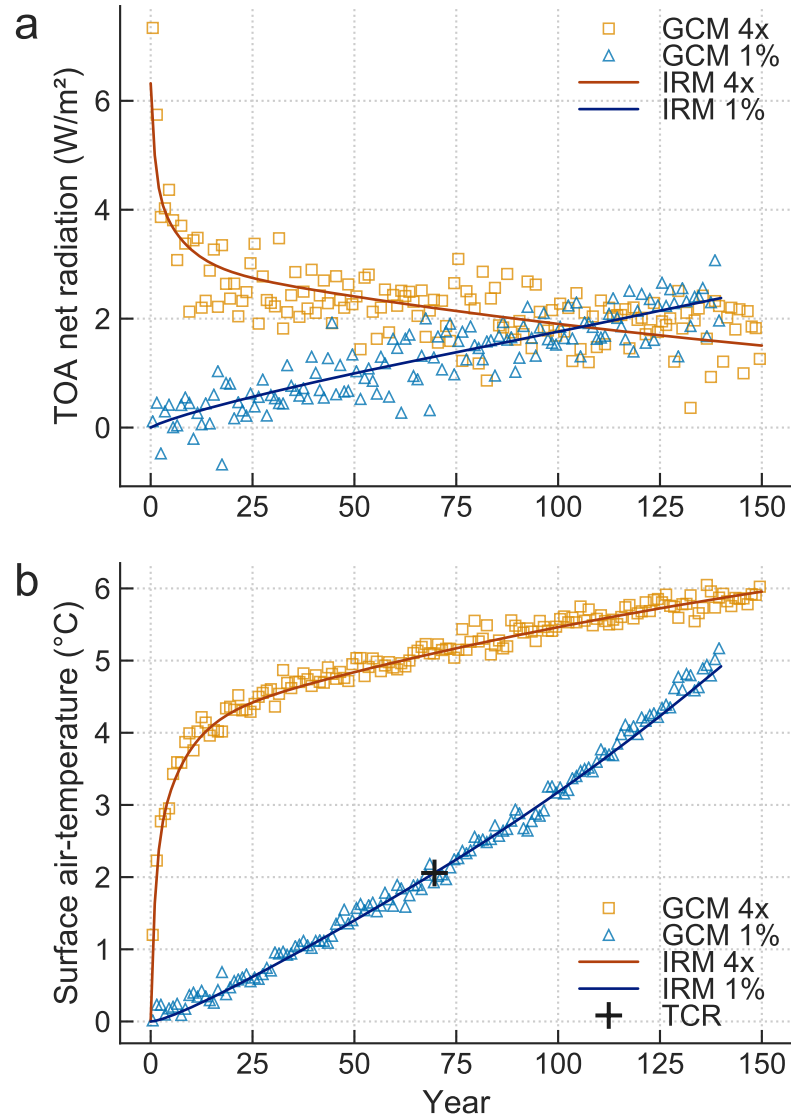 a
TOA net radiation (W/m²)
6
4
2
0
GCM 4x
GCM 1%
IRM 4x
IRM 1%
0 25 50 75 100 125 150
b
Surface air-temperature (°C)
6
5
4
3
2
1
0
GCM 4x
GCM 1%
IRM 4x
IRM 1%
TCR
0 25 50 75 100 125 150
Year